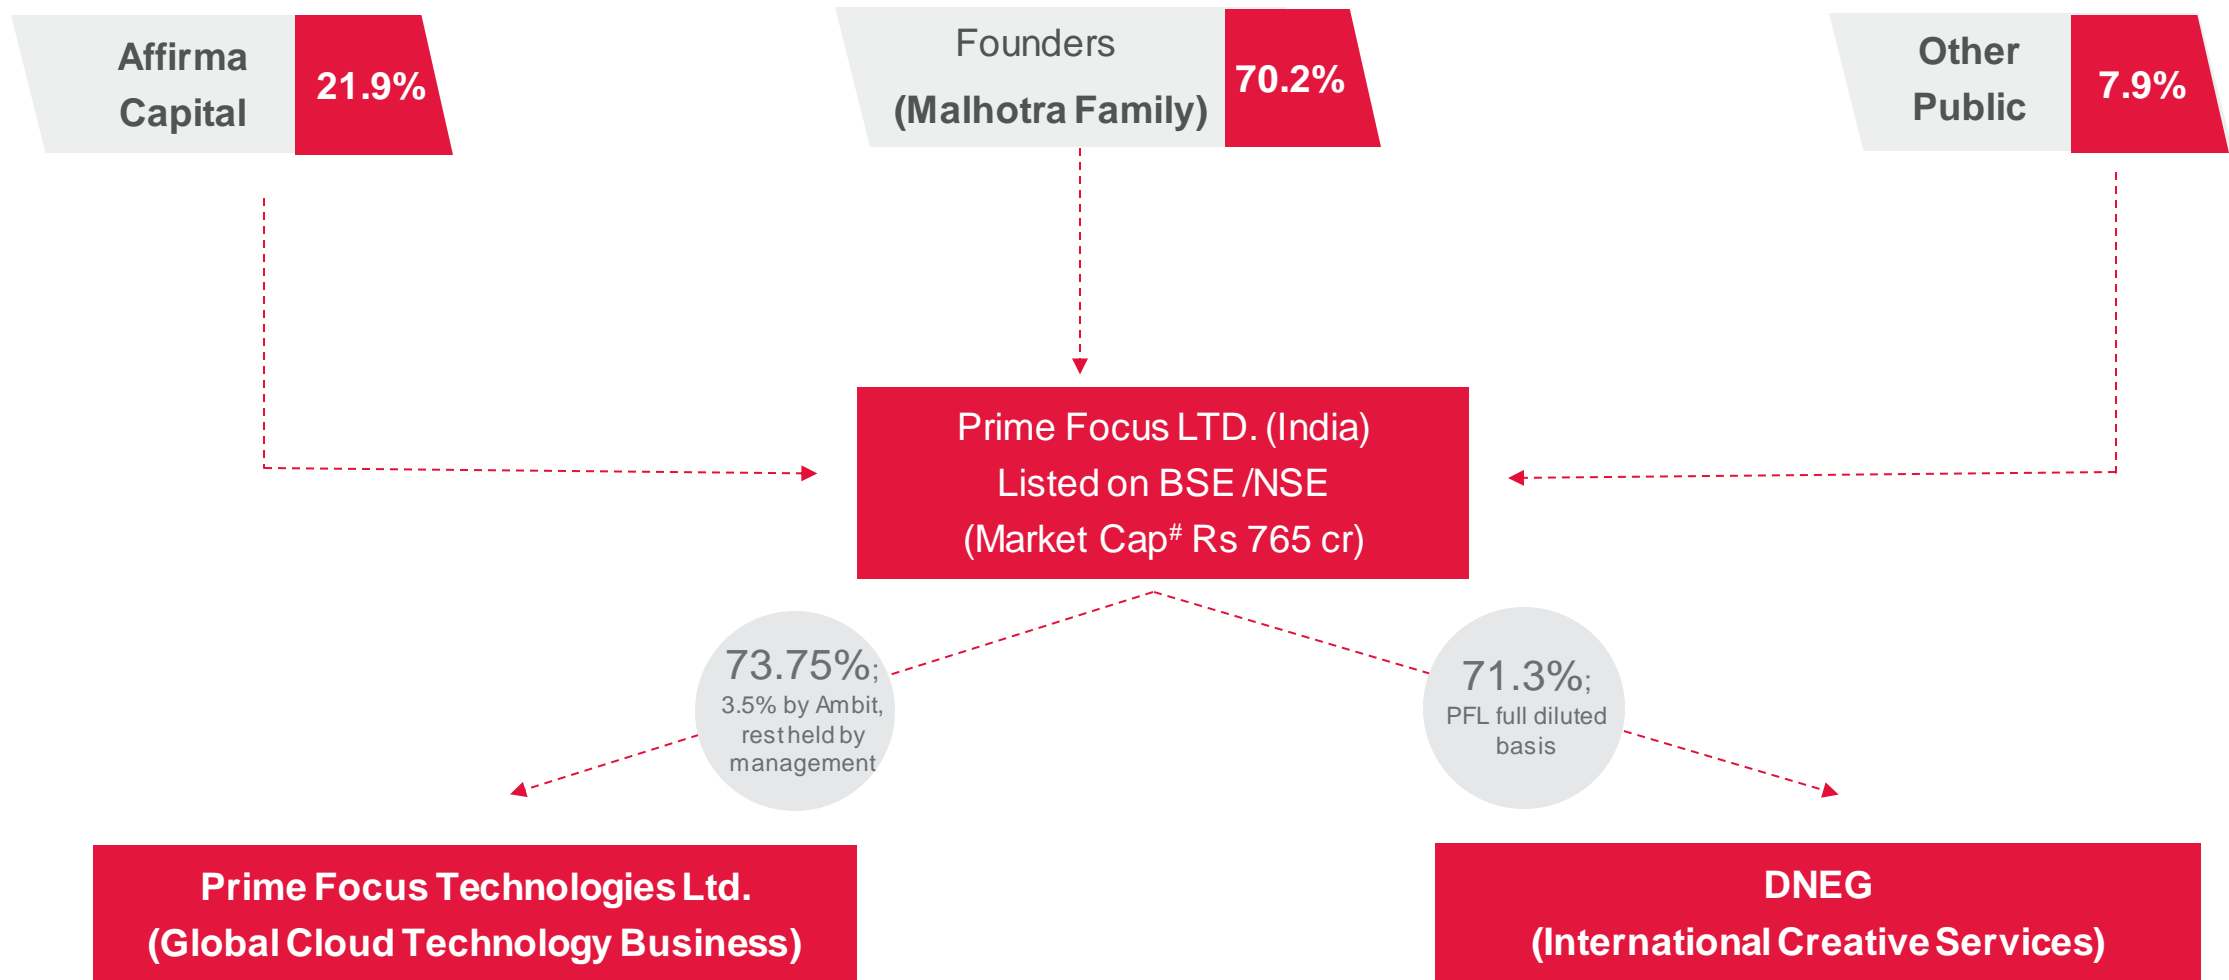 Affirma
Capital
21.9%
Founders
(Malhotra Family)
70.2%
Other
Public
7.9%
Prime Focus LTD. (India)
Listed on BSE /NSE
(Market Cap# Rs 765 cr)
73.75%;
3.5% by Ambit,
rest held by
management
71.3%;
PFL full diluted
basis
Prime Focus Technologies Ltd.
(Global Cloud Technology Business)
DNEG
(International Creative Services)